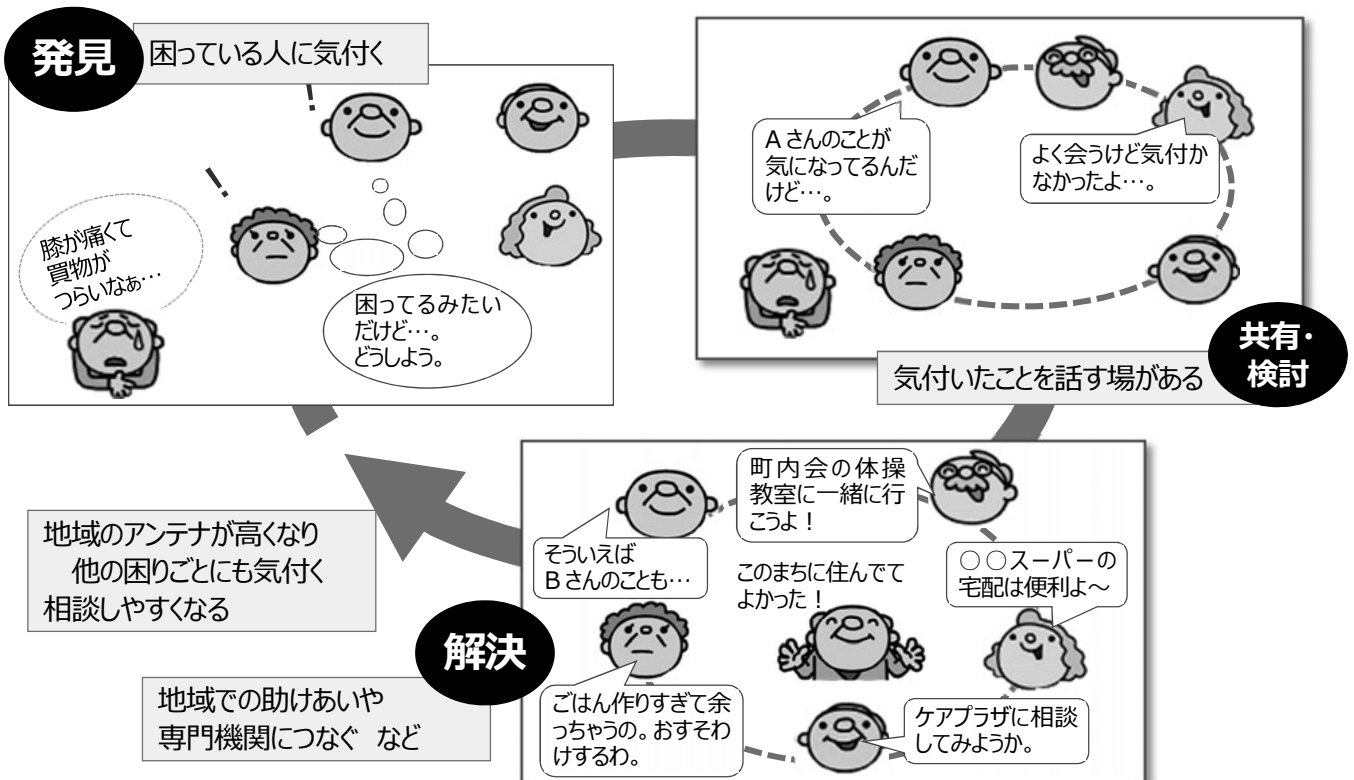 発見
困っている人に気付く
膝が痛くて
買物が
つらいなぁ…
困ってるみたい
だけど…。
どうしよう。
Aさんのことが
気になってるんだ
けど…。
よく会うけど気付か
なかったよ…。
共有・
検討
気付いたことを話す場がある
町内会の体操
教室に一緒に行
こうよ！
そういえば
Bさんのことも…
このまちに住んでて
よかった！
○○スーパーの
宅配は便利よ～
ごはん作りすぎて余
っちゃうの。おすそわ
けするわ。
ケアプラザに相談
してみようか。
解決
地域での助けあいや
専門機関につなぐ など
地域のアンテナが高くなり
他の困りごとにも気付く
相談しやすくなる